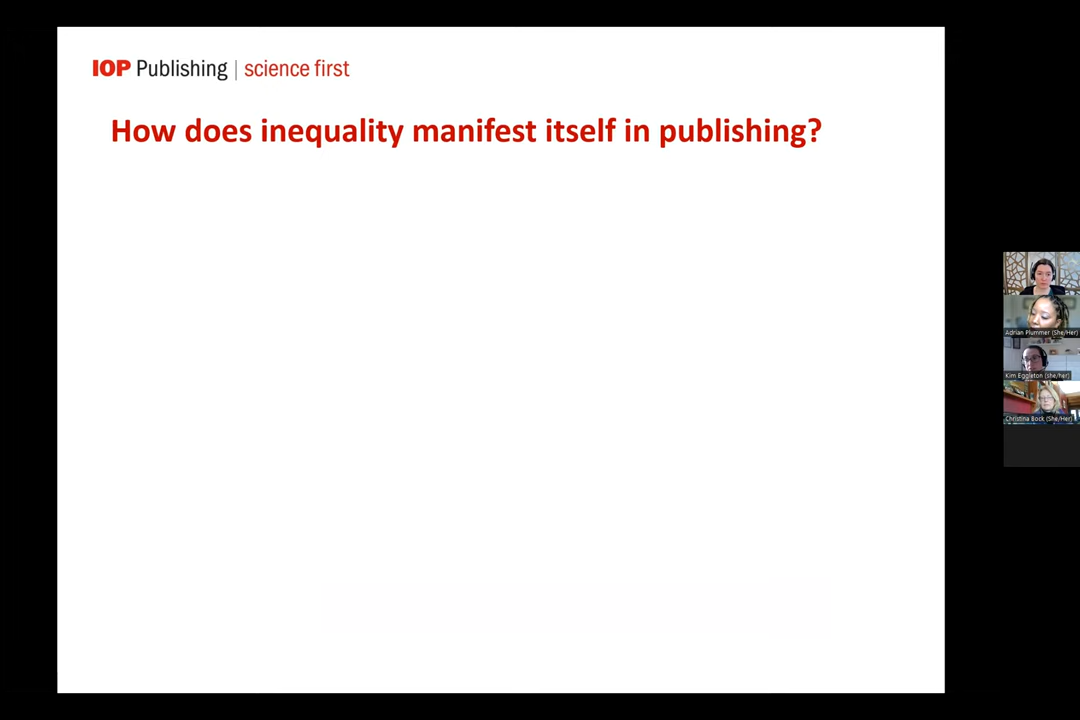 IOP Publishing | science first
How does inequality manifest itself in publishing?
Adrian Plummer (She/Her)
Kim Eggleton (she/her)
Christina Bock (She/Her)